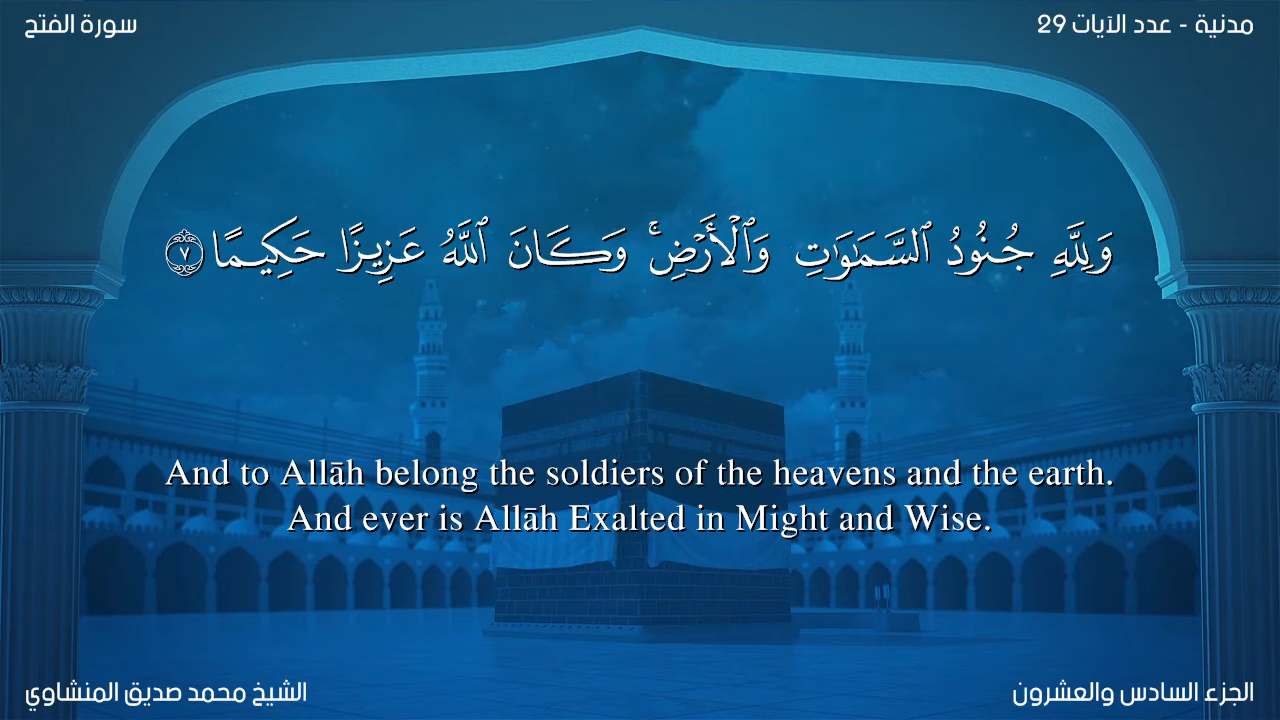 سورة الفتح
مدنية - عدد الآيات 29
وَلِلَّهِ جُنُودُ ٱلسَّمَٰوَٰتِ وَٱلْأَرْضِ ۚ وَكَانَ ٱللَّهُ عَزِيزًا حَكِيمًا ٧
And to Allāh belong the soldiers of the heavens and the earth.
And ever is Allāh Exalted in Might and Wise.
الشيخ محمد صديق المنشاوي
الجزء السادس والعشرون